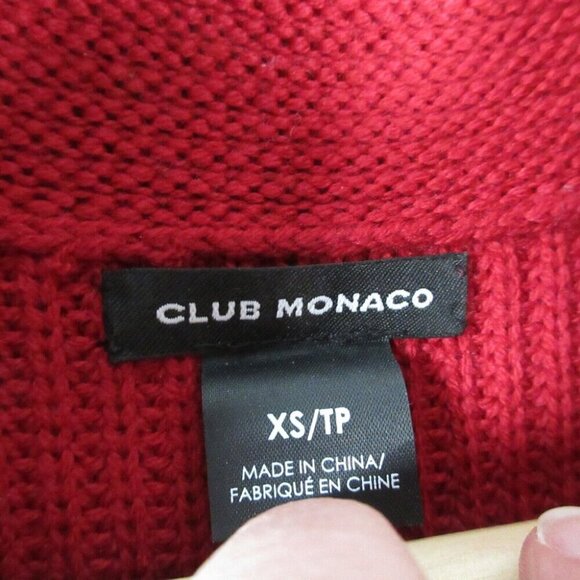 CLUB MONACO
XS/TP
MADE IN CHINA/
FABRIQUÉ EN CHINE